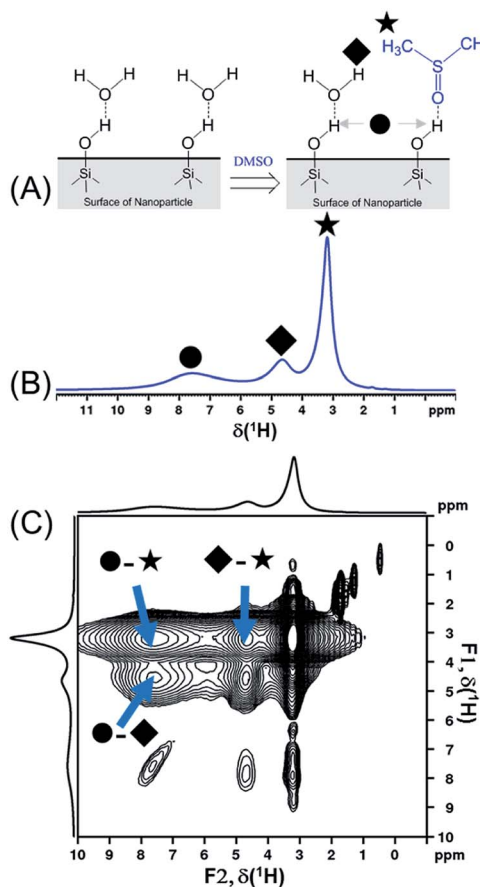 H H H H
O O
H H
O O
Si Si
Surface of Nanoparticle
DMSO
H H
O
H H
O O
Si Si
H₃C CH
S
O
Surface of Nanoparticle
(A)
(B)
11 10 9 8 7 6 5 4 3 2 1 ppm
δ(¹H)
(C)
ppm
0
1
2
3
4
5
6
7
8
9
10
F1, δ(¹H)
10 9 8 7 6 5 4 3 2 1 0 ppm
F2, δ(¹H)